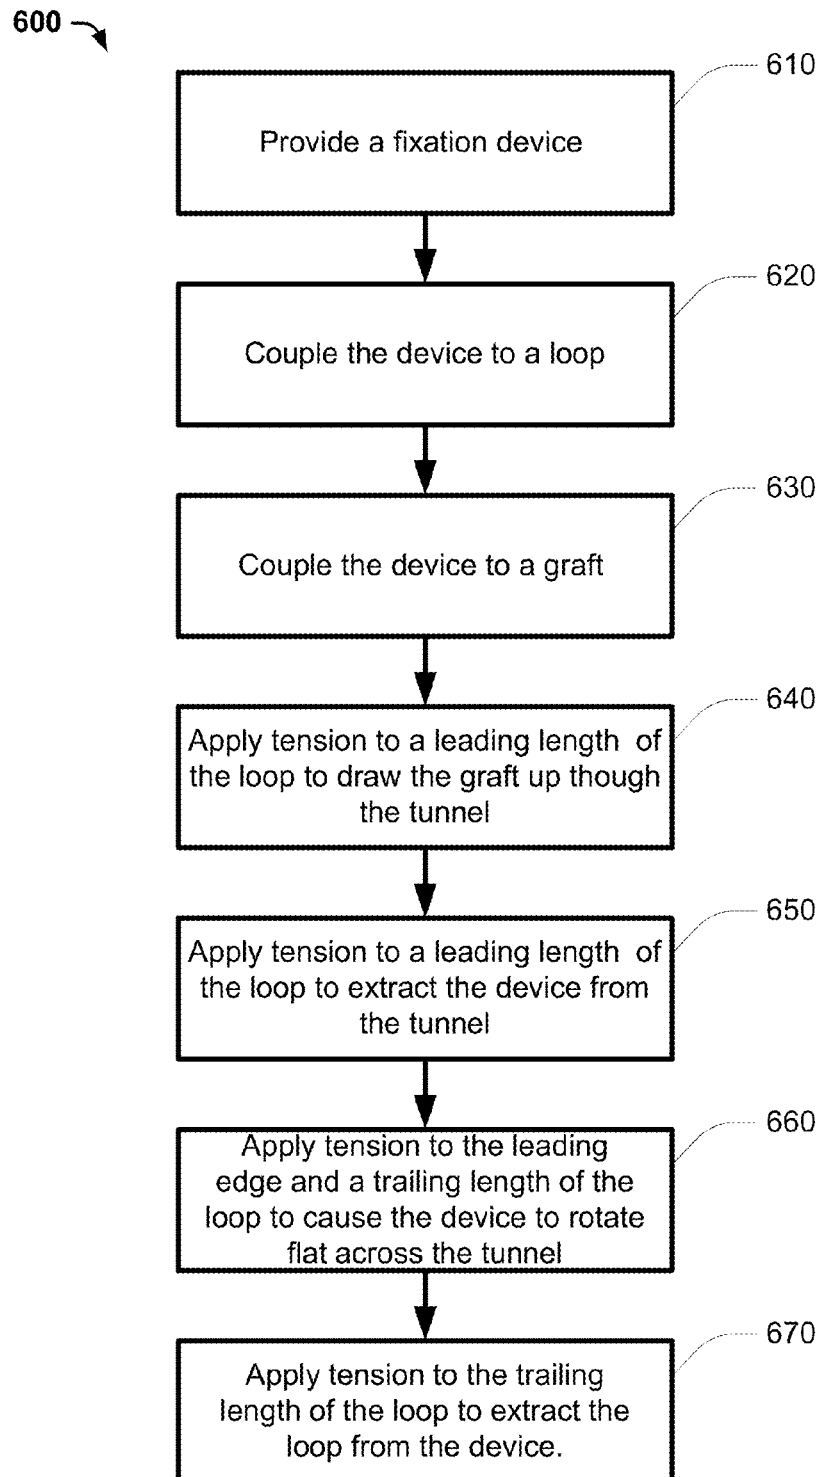 600
610
Provide a fixation device
620
Couple the device to a loop
630
Couple the device to a graft
640
Apply tension to a leading length of
the loop to draw the graft up though
the tunnel
650
Apply tension to a leading length of
the loop to extract the device from
the tunnel
660
Apply tension to the leading
edge and a trailing length of the
loop to cause the device to rotate
flat across the tunnel
670
Apply tension to the trailing
length of the loop to extract the
loop from the device.